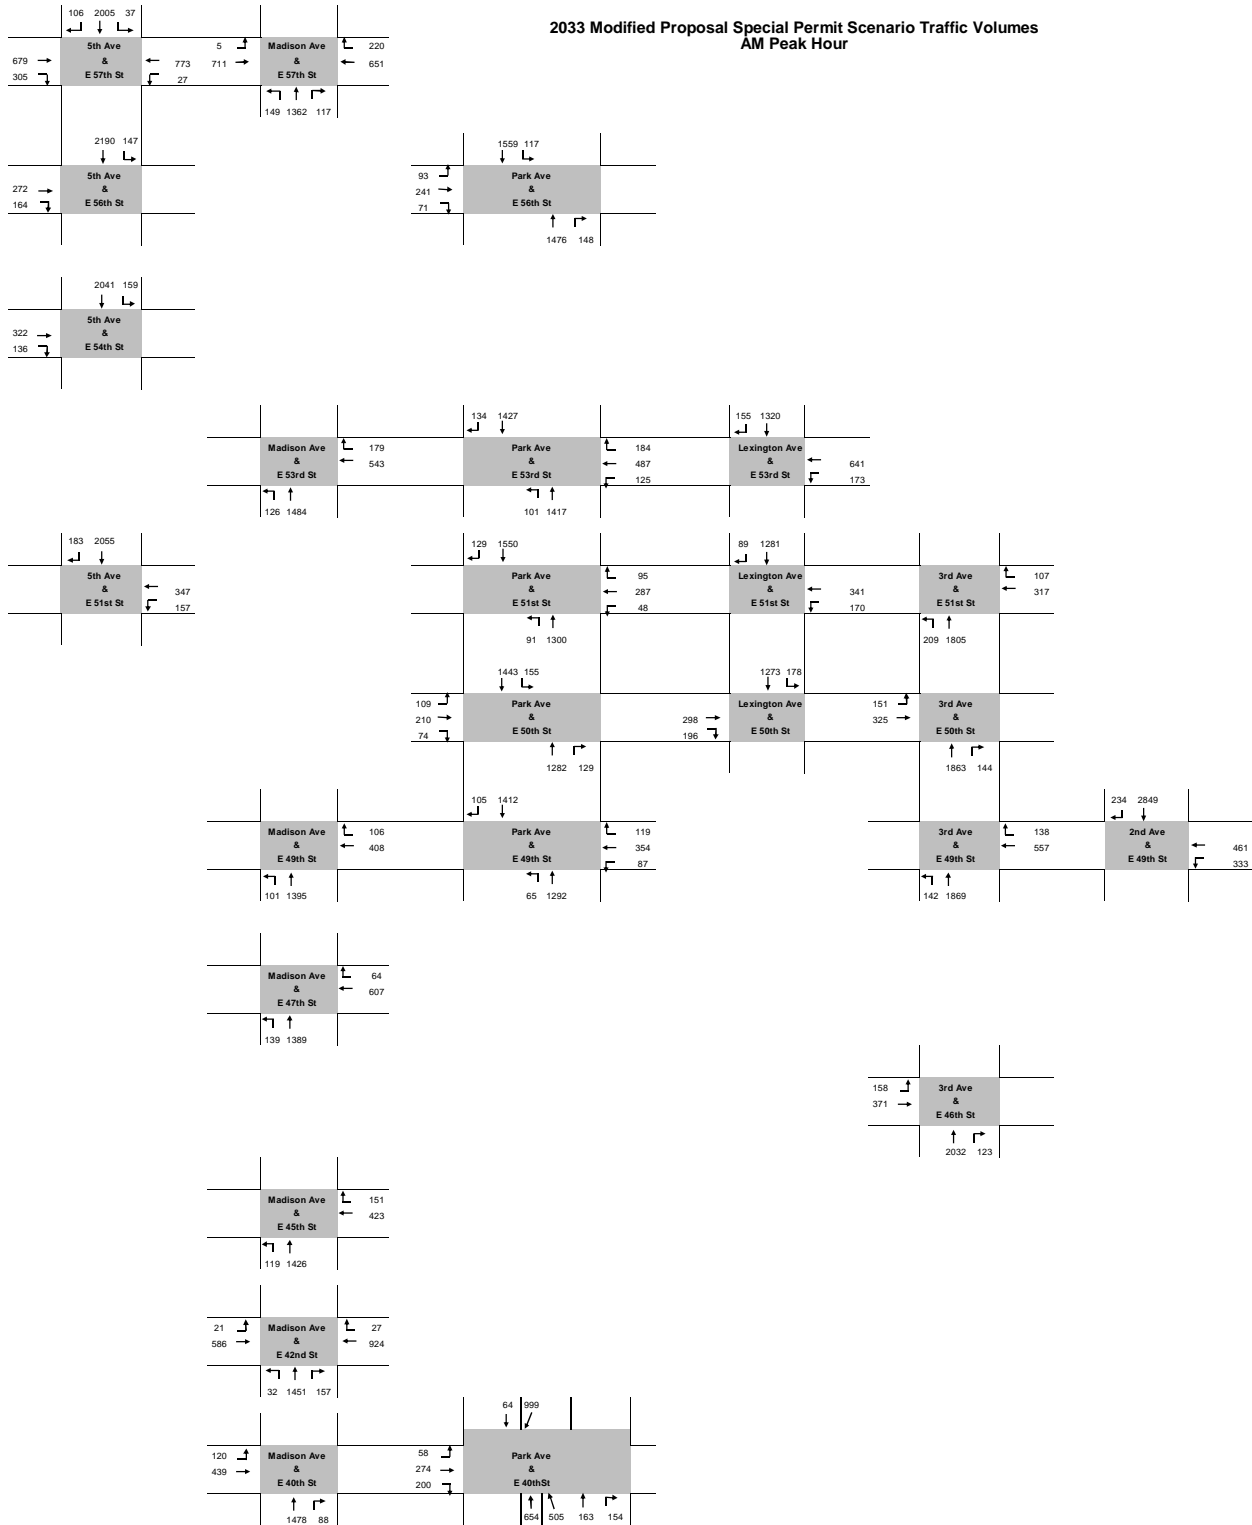 2033 Modified Proposal Special Permit Scenario Traffic Volumes
AM Peak Hour
106 2005 37
5th Ave
&
E 57th St
679
305
773
27
5
711
Madison Ave
&
E 57th St
220
651
149 1362 117
2190 147
5th Ave
&
E 56th St
272
164
1559 117
93
241
71
Park Ave
&
E 56th St
1476 148
2041 159
5th Ave
&
E 54th St
322
136
Madison Ave
&
E 53rd St
179
543
126 1484
134 1427
Park Ave
&
E 53rd St
184
487
125
101 1417
155 1320
Lexington Ave
&
E 53rd St
641
173
183 2055
5th Ave
&
E 51st St
347
157
129 1550
Park Ave
&
E 51st St
95
287
48
91 1300
89 1281
Lexington Ave
&
E 51st St
341
170
3rd Ave
&
E 51st St
107
317
209 1805
1443 155
109
210
74
Park Ave
&
E 50th St
1282 129
1273 178
298
196
Lexington Ave
&
E 50th St
151
325
3rd Ave
&
E 50th St
1863 144
Madison Ave
&
E 49th St
106
408
101 1395
105 1412
Park Ave
&
E 49th St
119
354
87
65 1292
3rd Ave
&
E 49th St
138
557
142 1869
234 2849
2nd Ave
&
E 49th St
461
333
Madison Ave
&
E 47th St
64
607
139 1389
158
371
3rd Ave
&
E 46th St
2032 123
Madison Ave
&
E 45th St
151
423
119 1426
21
586
Madison Ave
&
E 42nd St
27
924
32 1451 157
120
439
Madison Ave
&
E 40th St
1478 88
64 999
58
274
200
Park Ave
&
E 40thSt
654 505 163 154